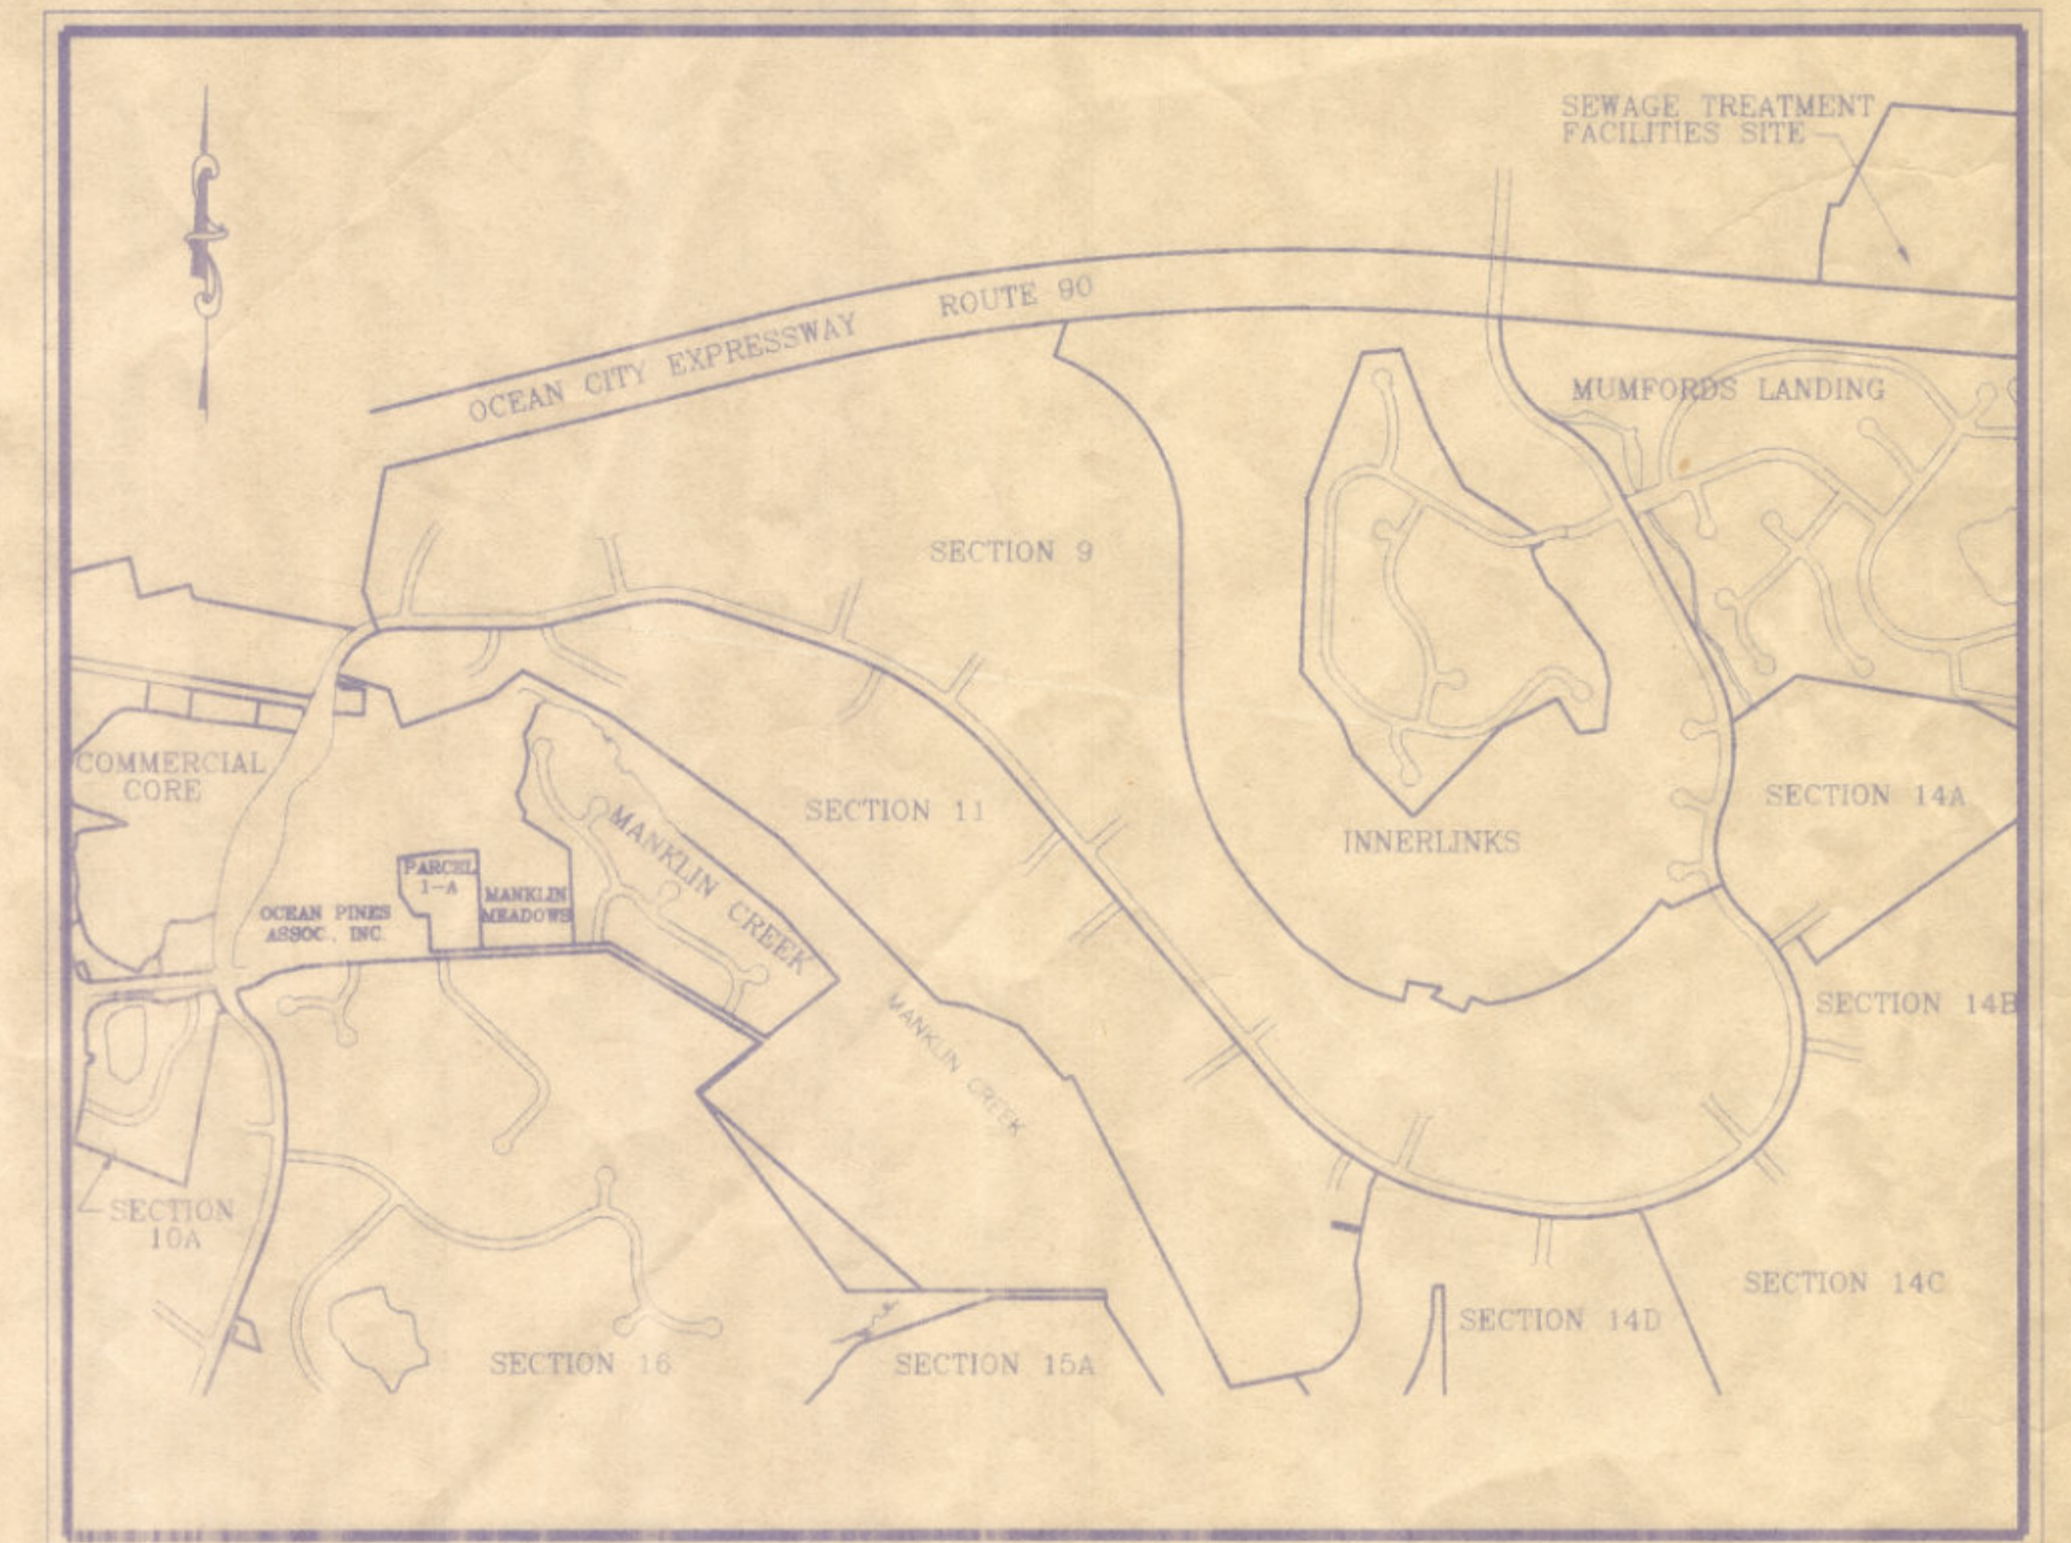 SEWAGE TREATMENT
FACILITIES SITE
ROUTE 90
OCEAN CITY EXPRESSWAY
MUMFORDS LANDING
SECTION 9
COMMERCIAL
CORE
SECTION 11
SECTION 14A
INNERLINKS
MANKLIN CREEK
PARCEL
1-A
MANKLIN
MEADOWS
OCEAN PINES
ASSOC., INC.
MANKLIN CREEK
SECTION 14B
SECTION
10A
SECTION 14C
SECTION 14D
SECTION 16
SECTION 15A